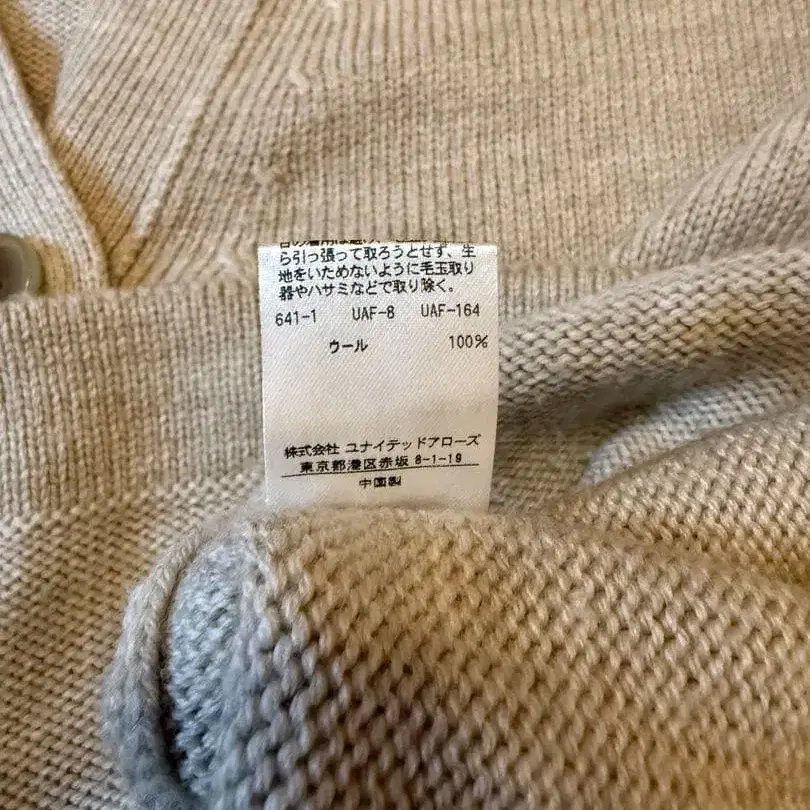 ら引っ張って取ろうとせず、生
地をいためないように毛玉取り
器やハサミなどで取り除く。
641-1 UAF-8 UAF-164
ウール 100%
株式会社 ユナイテッドアローズ
東京都港区赤坂 8-1-19
中国製